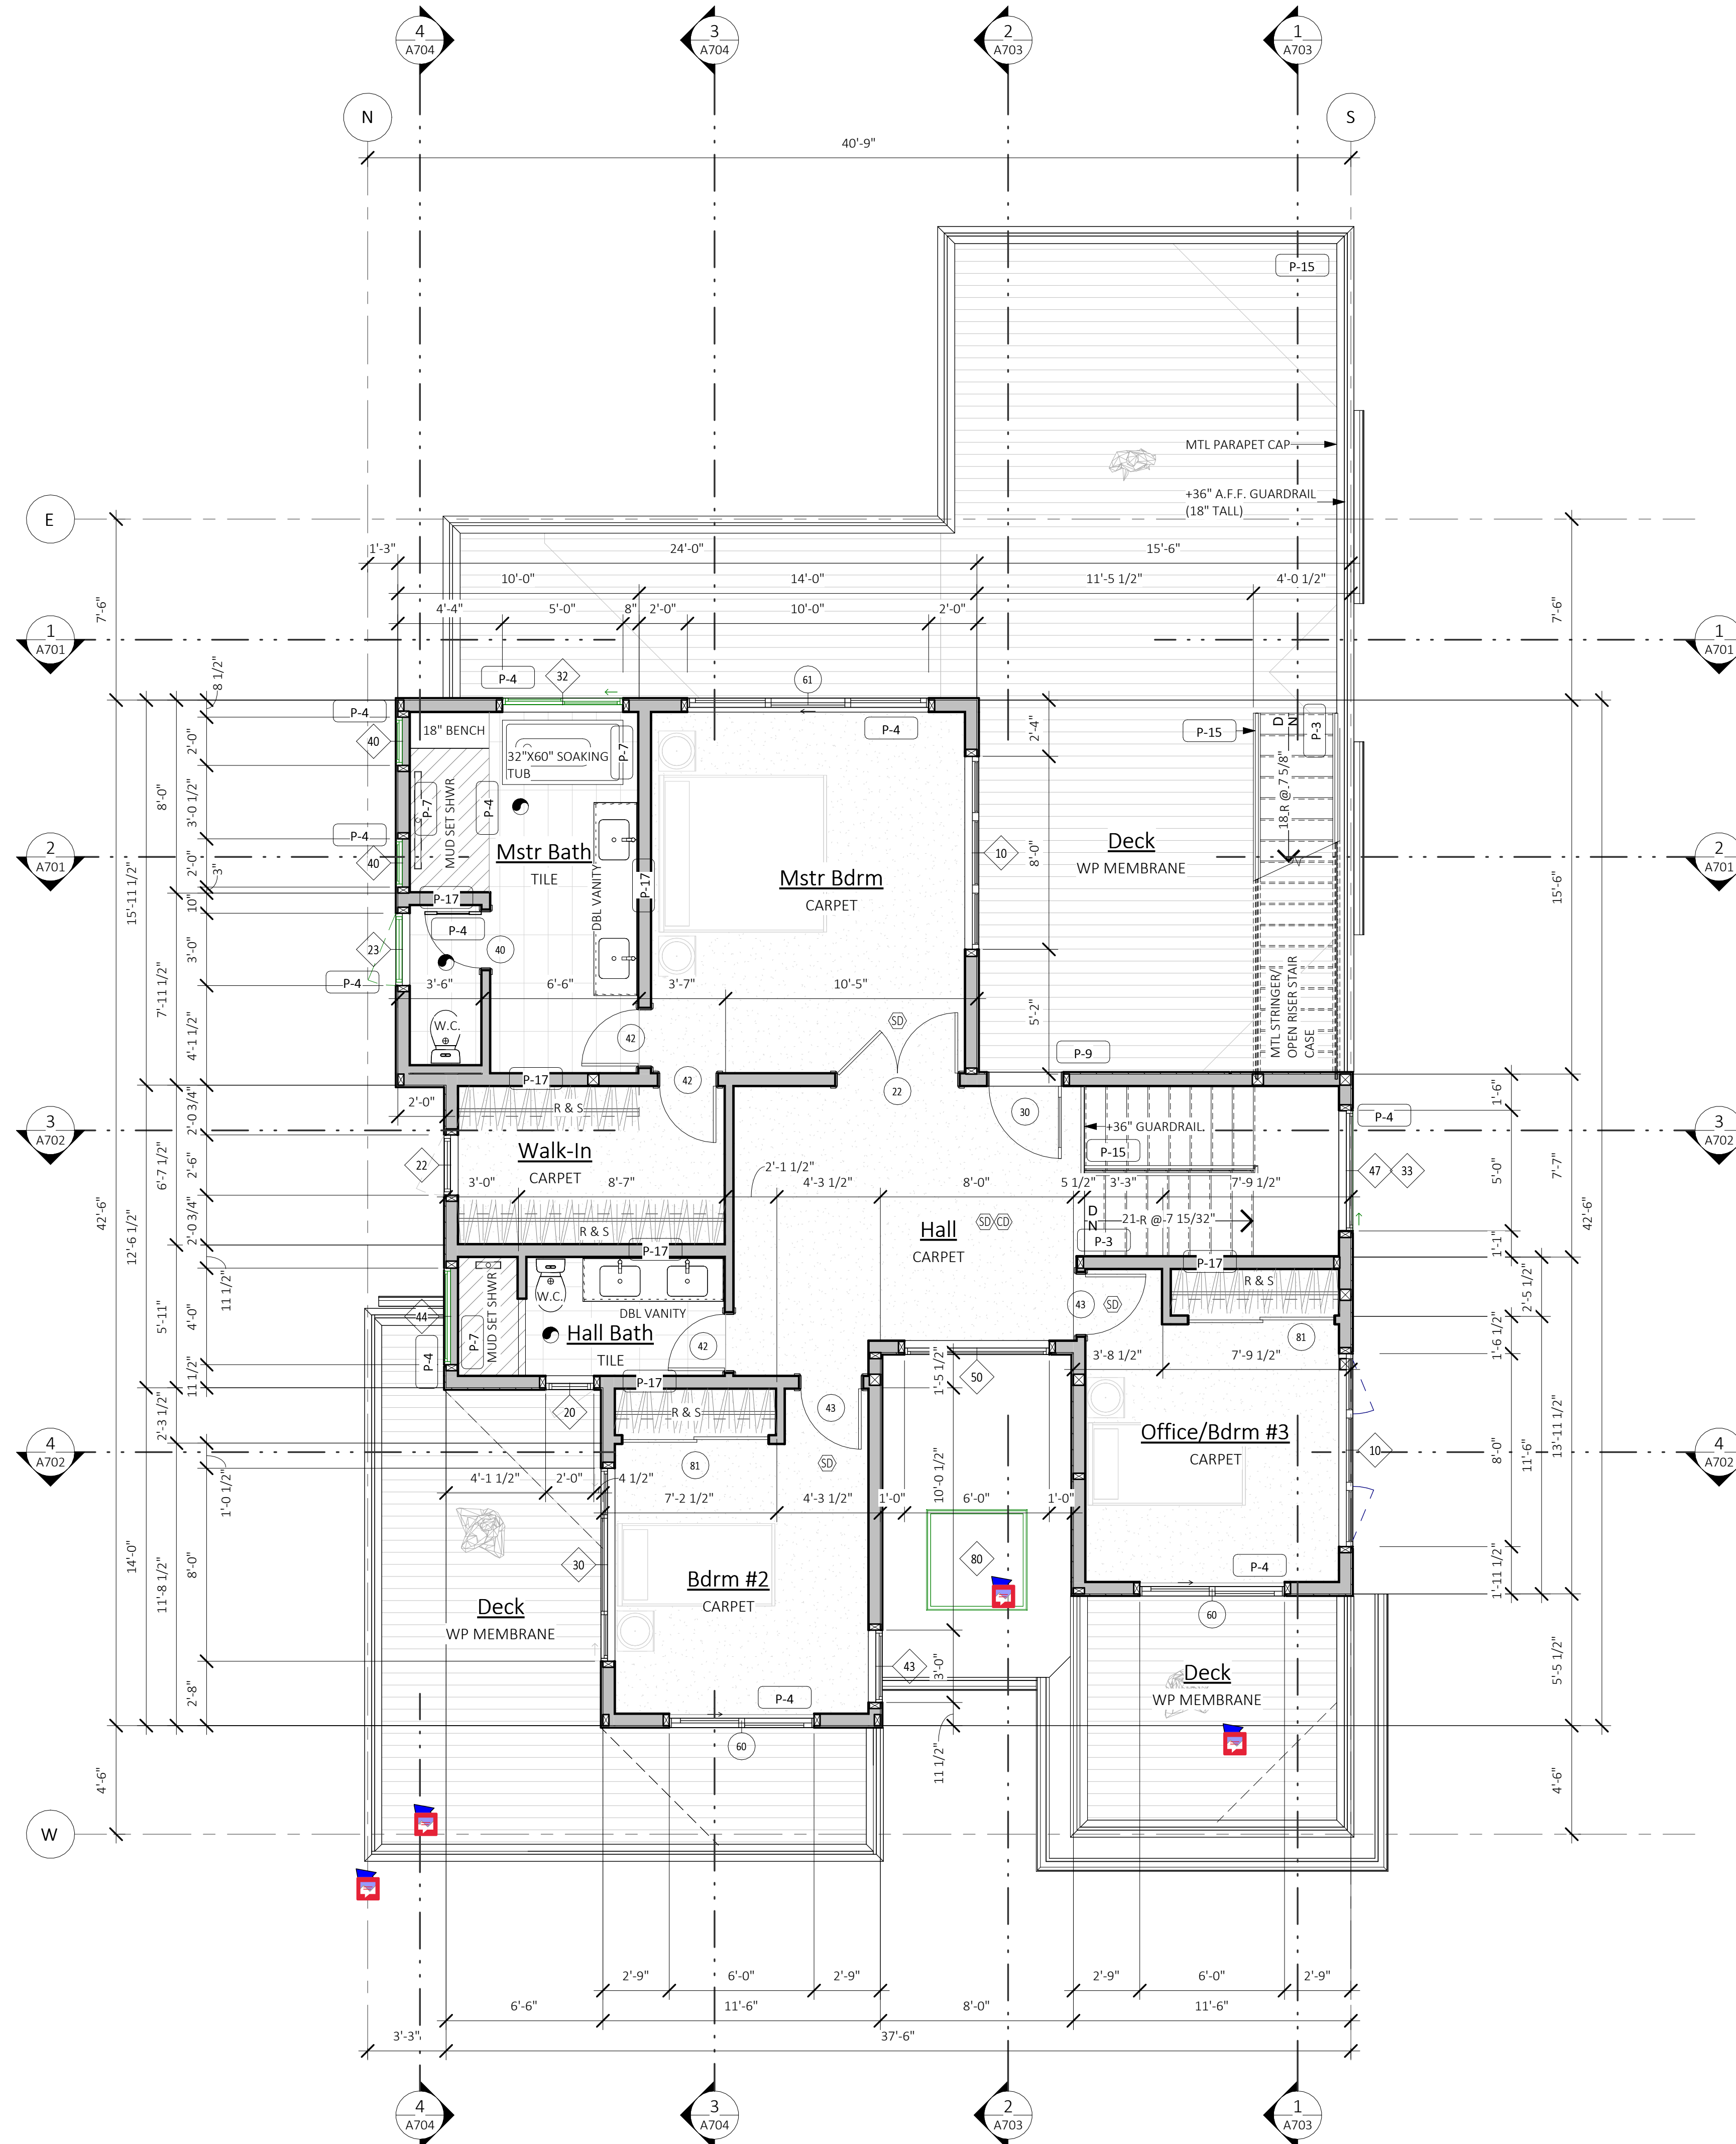 4
A704
3
A704
2
A703
1
A703
N
S
40'-9"
P-15
MTL PARAPET CAP
+36" A.F.F. GUARDRAIL
(18" TALL)
E
1'-3"
24'-0"
15'-6"
10'-0"
14'-0"
11'-5 1/2"
4'-0 1/2"
4'-4"
5'-0"
8"
2'-0"
10'-0"
2'-0"
7'-6"
7'-6"
1
A701
1
A701
8 1/2"
P-4
32
61
P-4
18" BENCH
P-4
40
2'-0"
32"X60" SOAKING
TUB
P-7
2'-4"
P-15
DN
P-3
18-R @ 7 5/8"
8'-0"
3'-0 1/2"
P-7
MUD SET SHWR
P-4
P-4
2
A701
40
2'-0"
3"
Mstr Bath
TILE
DBL VANITY
P-17
Mstr Bdrm
CARPET
10
8'-0"
Deck
WP MEMBRANE
2
A701
15'-11 1/2"
10"
P-17
P-4
15'-6"
15'-6"
23
3'-0"
40
P-4
7'-11 1/2"
3'-6"
6'-6"
3'-7"
10'-5"
5'-2"
MTL STRINGER/
OPEN RISER STAIR
CASE
4'-1 1/2"
W.C.
42
SD
P-9
P-17
42
22
30
2'-0"
R & S
1'-6"
P-4
3
A702
2'-0 3/4"
+36" GUARDRAIL
3
A702
Walk-In
CARPET
22
P-15
47
33
6'-7 1/2"
2'-6"
2'-1 1/2"
5'-0"
7'-7"
3'-0"
8'-7"
4'-3 1/2"
8'-0"
5 1/2"
3'-3"
7'-9 1/2"
42'-6"
12'-6 1/2"
2'-0 3/4"
R & S
Hall
CARPET
SD
CD
DN
21-R @ 7 15/32"
42'-6"
P-17
P-3
P-17
1'-1"
11 1/2"
W.C.
R & S
2'-5 1/2"
5'-11"
4'-0"
44
MUD SET SHWR
P-7
DBL VANITY
43
SD
Hall Bath
TILE
42
81
P-4
1'-6 1/2"
11 1/2"
P-17
1'-5 1/2"
50
3'-8 1/2"
7'-9 1/2"
20
R & S
43
2'-3 1/2"
4
A702
Office/Bdrm #3
CARPET
10
4
A702
1'-0 1/2"
81
SD
8'-0"
11'-6"
13'-11 1/2"
4'-1 1/2"
2'-0"
4 1/2"
7'-2 1/2"
4'-3 1/2"
1'-0"
10'-0 1/2"
6'-0"
1'-0"
14'-0"
11'-8 1/2"
8'-0"
30
80
P-4
1'-11 1/2"
Bdrm #2
CARPET
Deck
WP MEMBRANE
60
43
3'-0"
Deck
WP MEMBRANE
5'-5 1/2"
2'-8"
P-4
60
11 1/2"
4'-6"
4'-6"
W
2'-9"
6'-0"
2'-9"
2'-9"
6'-0"
2'-9"
6'-6"
11'-6"
8'-0"
11'-6"
3'-3"
37'-6"
4
A704
3
A704
2
A703
1
A703